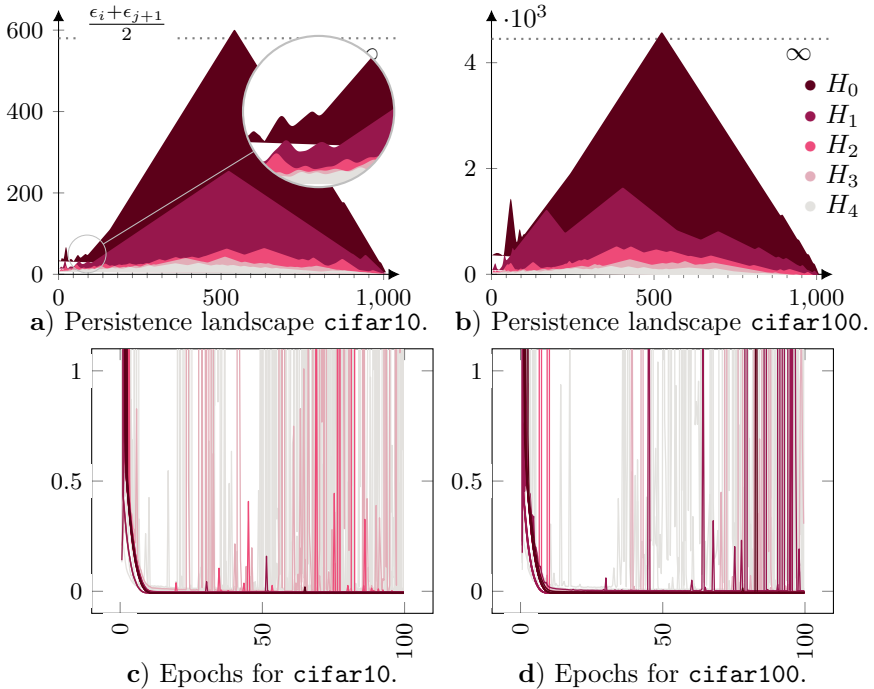 (ϵ_i+ϵ_{j+1})/2
600
400
200
0
∞
0
500
1,000
a) Persistence landscape cifar10.
·10^3
4
2
0
∞
H_0
H_1
H_2
H_3
H_4
0
500
1,000
b) Persistence landscape cifar100.
1
0.5
0
0
50
100
c) Epochs for cifar10.
1
0.5
0
0
50
100
d) Epochs for cifar100.